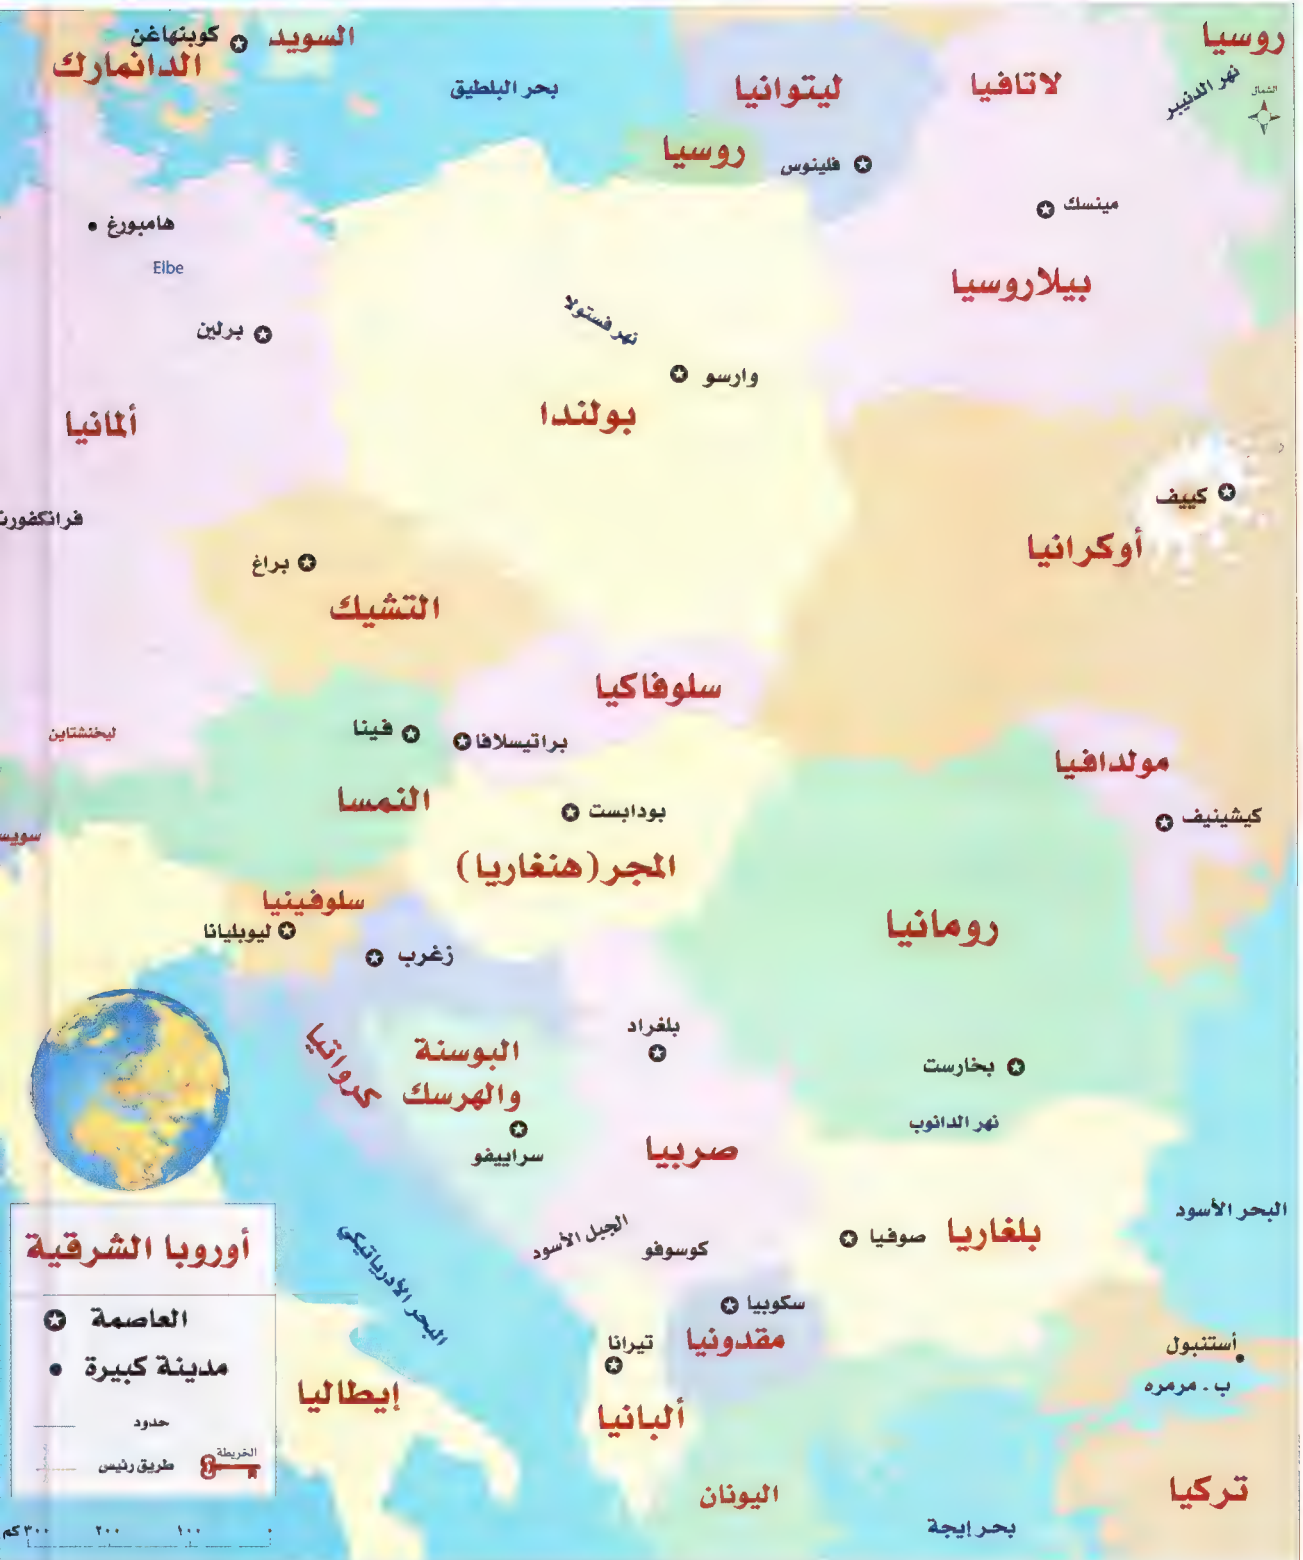 روسيا
السويد
كوبنهاغن
الدانمارك
بحر البلطيق
ليتوانيا
لاتافيا
نهر الدنيبر
الشمال
روسيا
فلينوس
مينسك
هامبورغ
Elbe
بيلاروسيا
برلين
نهر فستولا
وارسو
ألمانيا
بولندا
كييف
فرانكفورت
أوكرانيا
براغ
التشيك
سلوفاكيا
ليخنشتاين
فينا
براتيسلافا
مولدافيا
النمسا
بودابست
كيشينيف
سويس
المجر (هنغاريا)
سلوفينيا
ليوبليانا
رومانيا
زغرب
بلغراد
كرواتيا
البوسنة
والهرسك
بخارست
سراييفو
نهر الدانوب
صربيا
البحر الأسود
الجبل الأسود
كوسوفو
صوفيا
بلغاريا
البحر الأدرياتيكي
سكوبيا
مقدونيا
تيرانا
أستنبول
ب. مرمره
إيطاليا
ألبانيا
اليونان
تركيا
بحر إيجة
أوروبا الشرقية
العاصمة
مدينة كبيرة
حدود
طريق رئيس
الخريطة
٠ ١٠٠ ٢٠٠ ٣٠٠ كم